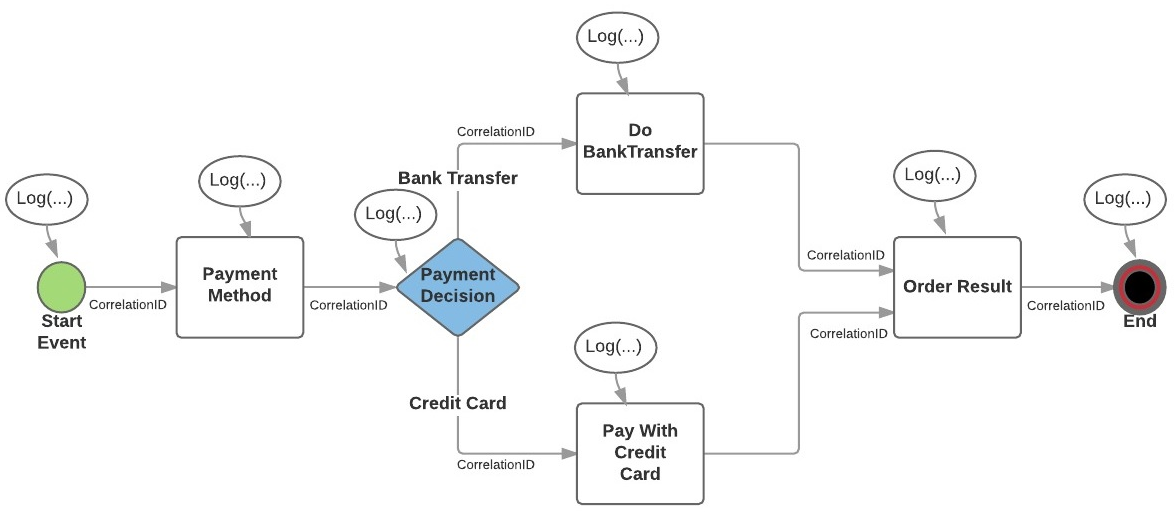 Log(...)
Start
Event
CorrelationID
Log(...)
Payment
Method
CorrelationID
Log(...)
Payment
Decision
Bank Transfer
CorrelationID
Log(...)
Do
BankTransfer
CorrelationID
Credit Card
CorrelationID
Log(...)
Pay With
Credit
Card
CorrelationID
Log(...)
Order Result
CorrelationID
Log(...)
End